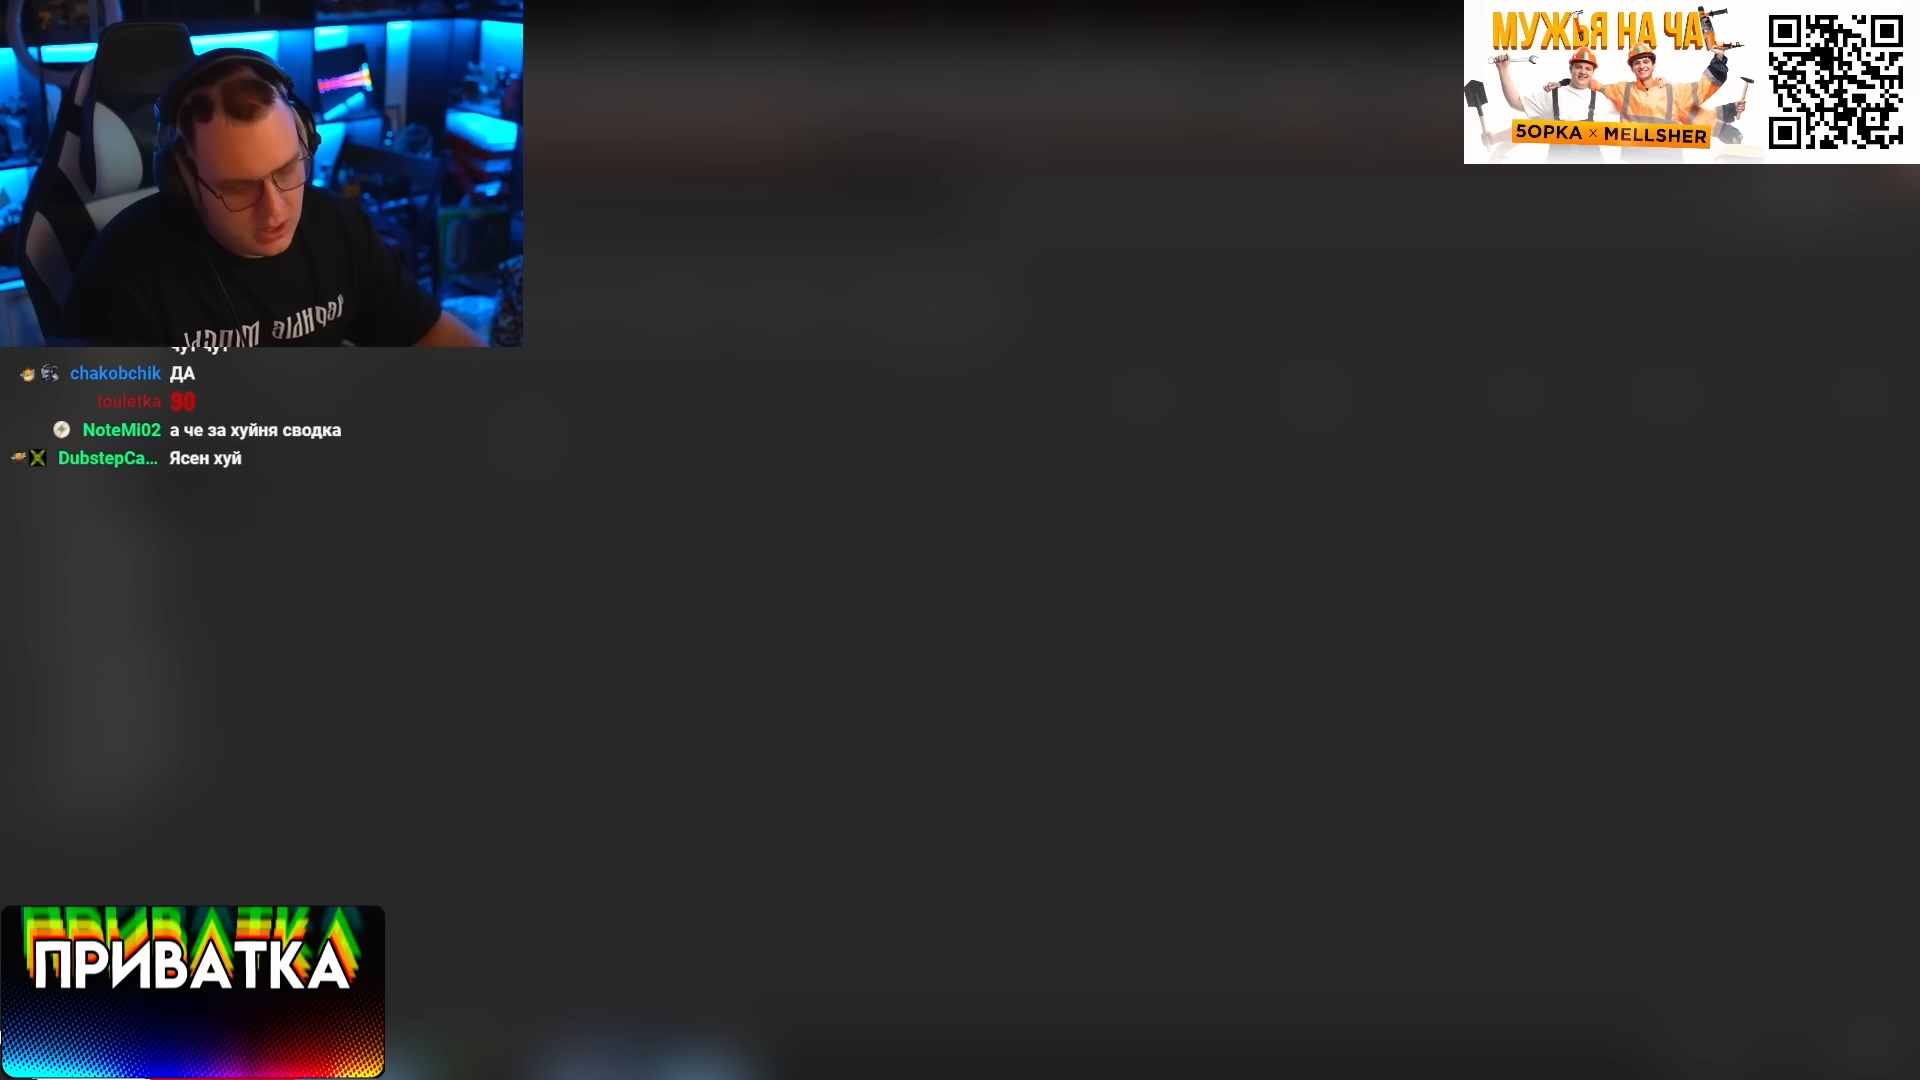 МУЖЬЯ НА ЧАС
5OPKA × MELLSHER
chakobchik ДА
touletka 90
NoteMi02 а че за хуйня сводка
DubstepCa... Ясен хуй
ПРИВАТКА